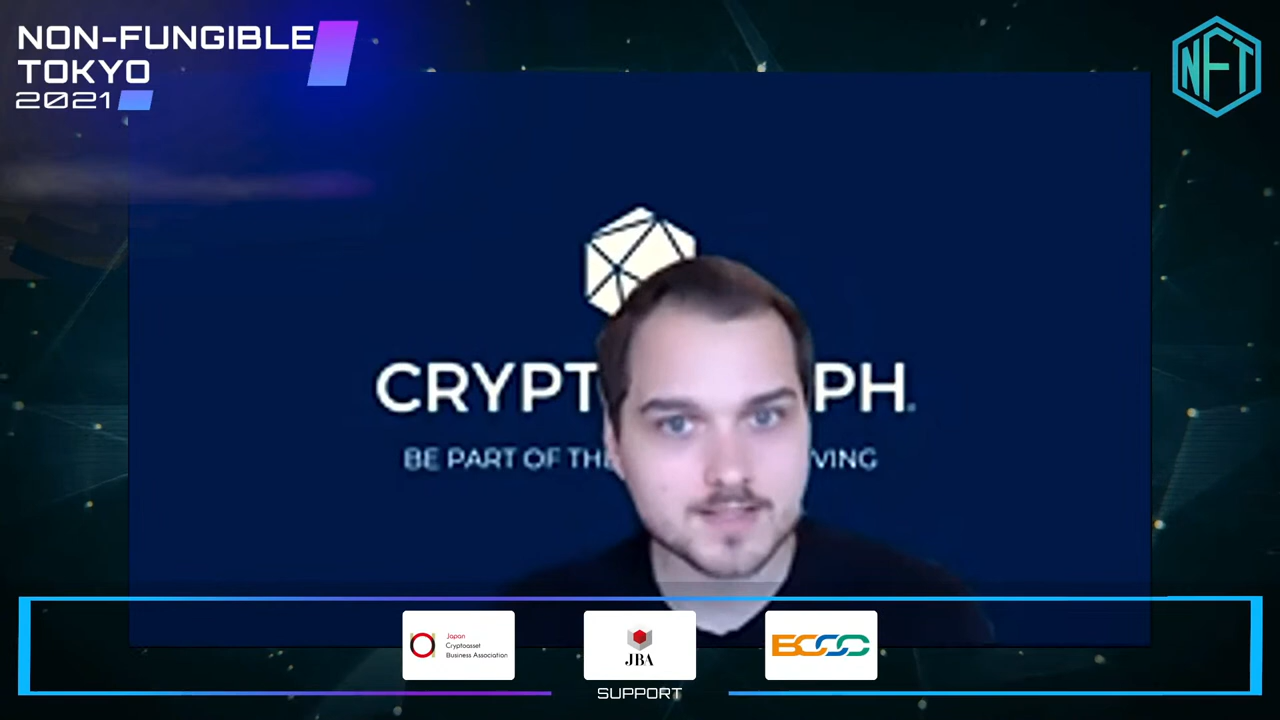 NON-FUNGIBLE
TOKYO
2021
NFT
CRYPT PH.
BE PART OF THE VING
Japan
Cryptoasset
Business Association
JBA
BCCC
SUPPORT